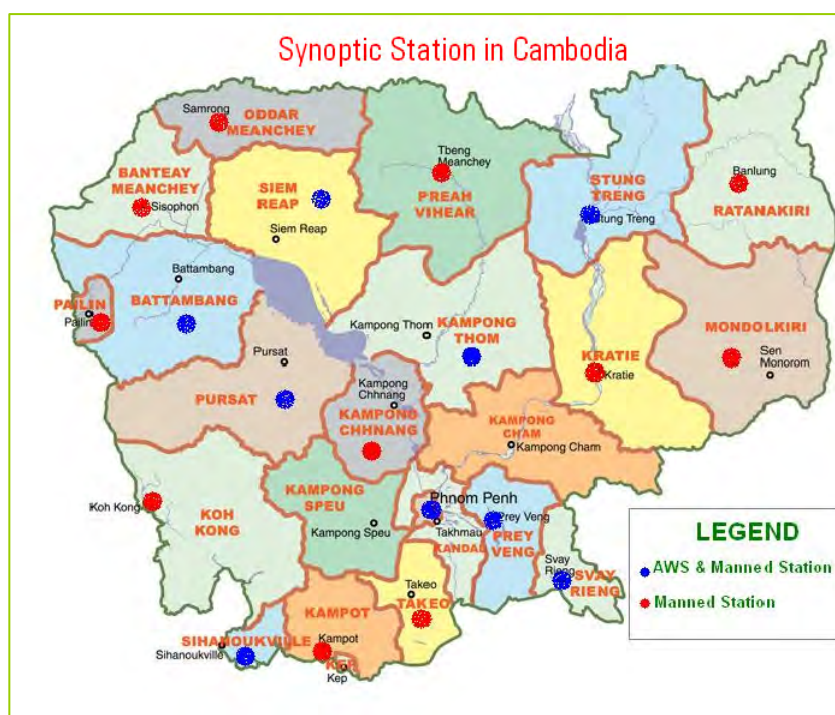 Synoptic Station in Cambodia
Samrong
ODDAR
MEANCHEY
Tbeng
Meanchey
BANTEAY
MEANCHEY
SIEM
REAP
PREAH
VIHEAR
STUNG
TRENG
Banlung
RATANAKIRI
Sisophon
Siem Reap
Stung Treng
Battambang
PAILIN
Pailin
BATTAMBANG
Kampong Thom
KAMPONG
THOM
MONDOLKIRI
Sen
Monorom
KRATIE
Kratie
Pursat
PURSAT
Kampong
Chhnang
KAMPONG
CHHNANG
KAMPONG
CHAM
Kampong Cham
Koh Kong
KOH
KONG
KAMPONG
SPEU
Kampong Speu
Phnom Penh
Takhmau
KANDAL
Prey Veng
PREY
VENG
Svay
Rieng
SVAY
RIENG
Takeo
TAKEO
KAMPOT
Kampot
SIHANOUKVILLE
Sihanoukville
KEP
Kep
LEGEND
AWS & Manned Station
Manned Station